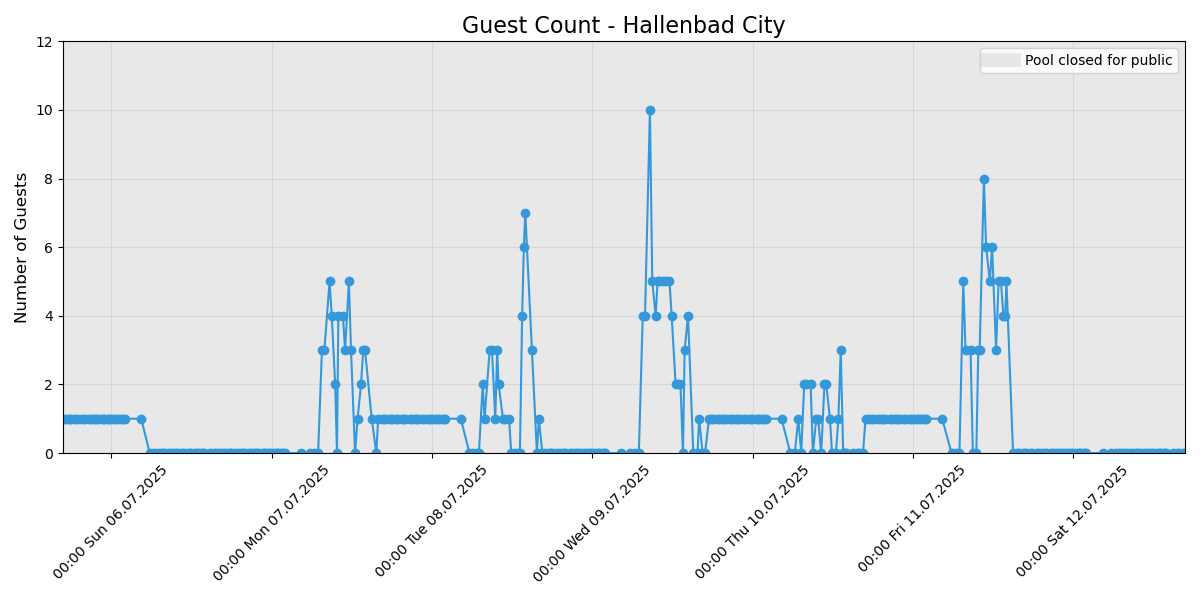 Guest Count - Hallenbad City
Pool closed for public
Number of Guests
12
10
8
6
4
2
0
00:00 Sun 06.07.2025
00:00 Mon 07.07.2025
00:00 Tue 08.07.2025
00:00 Wed 09.07.2025
00:00 Thu 10.07.2025
00:00 Fri 11.07.2025
00:00 Sat 12.07.2025